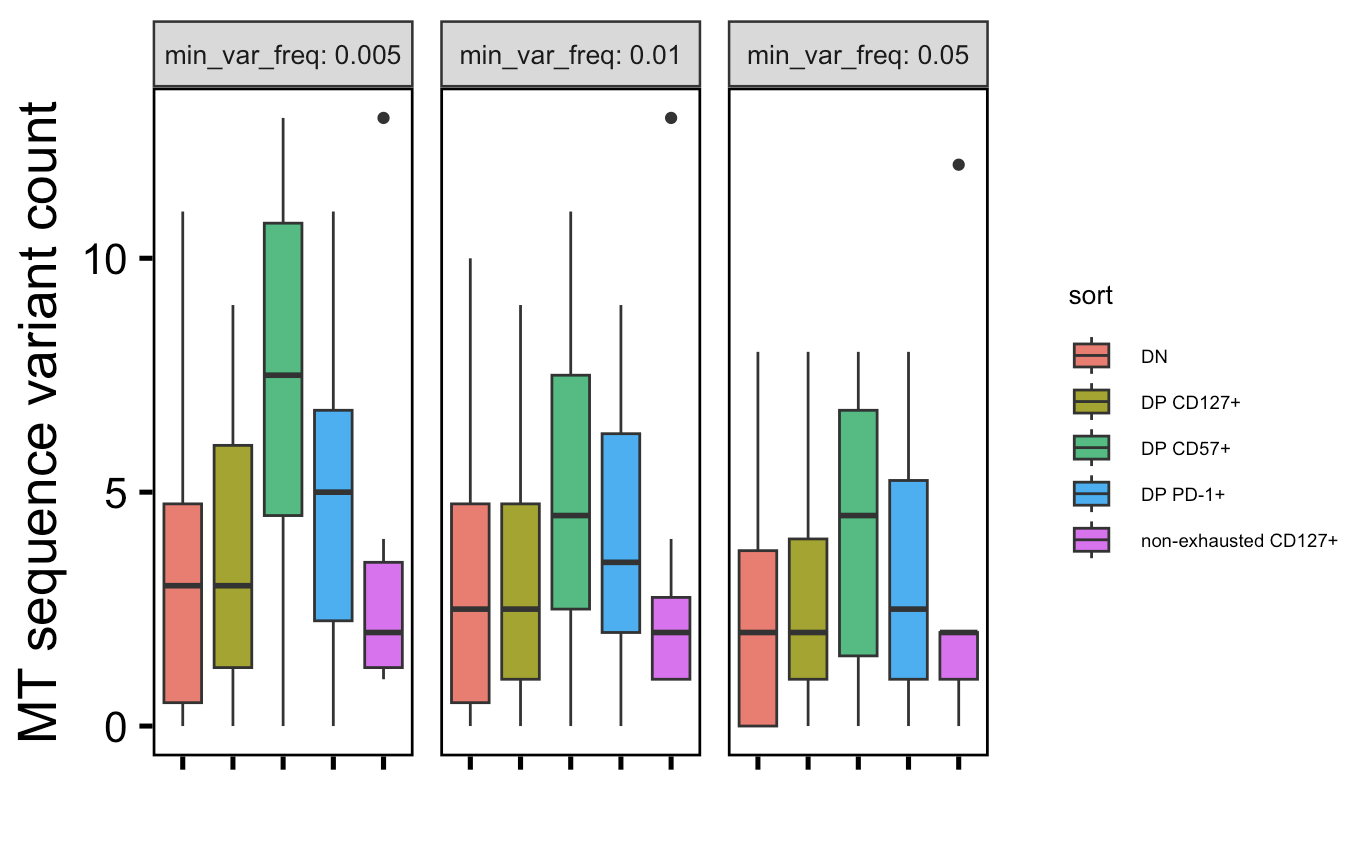 min_var_freq: 0.005
min_var_freq: 0.01
min_var_freq: 0.05
MT sequence variant count
10
5
0
sort
DN
DP CD127+
DP CD57+
DP PD-1+
non-exhausted CD127+